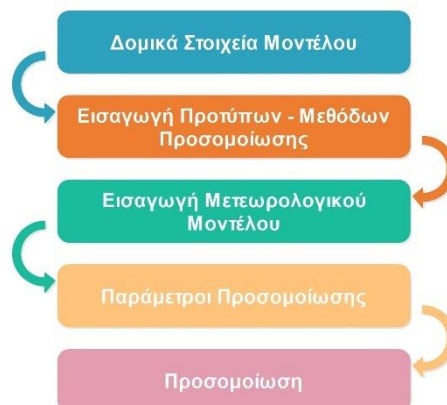 Δομικά Στοιχεία Μοντέλου
Εισαγωγή Προτύπων - Μεθόδων
Προσομοίωσης
Εισαγωγή Μετεωρολογικού
Μοντέλου
Παράμετροι Προσομοίωσης
Προσομοίωση